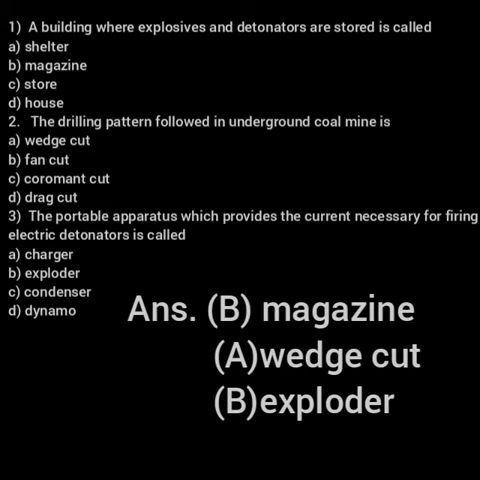 1)  A building where explosives and detonators are stored is called
a) shelter
b) magazine
c) store
d) house
2.   The drilling pattern followed in underground coal mine is
a) wedge cut
b) fan cut
c) coromant cut
d) drag cut
3)  The portable apparatus which provides the current necessary for firing
electric detonators is called
a) charger
b) exploder
c) condenser
d) dynamo
Ans. (B) magazine
(A)wedge cut
(B)exploder